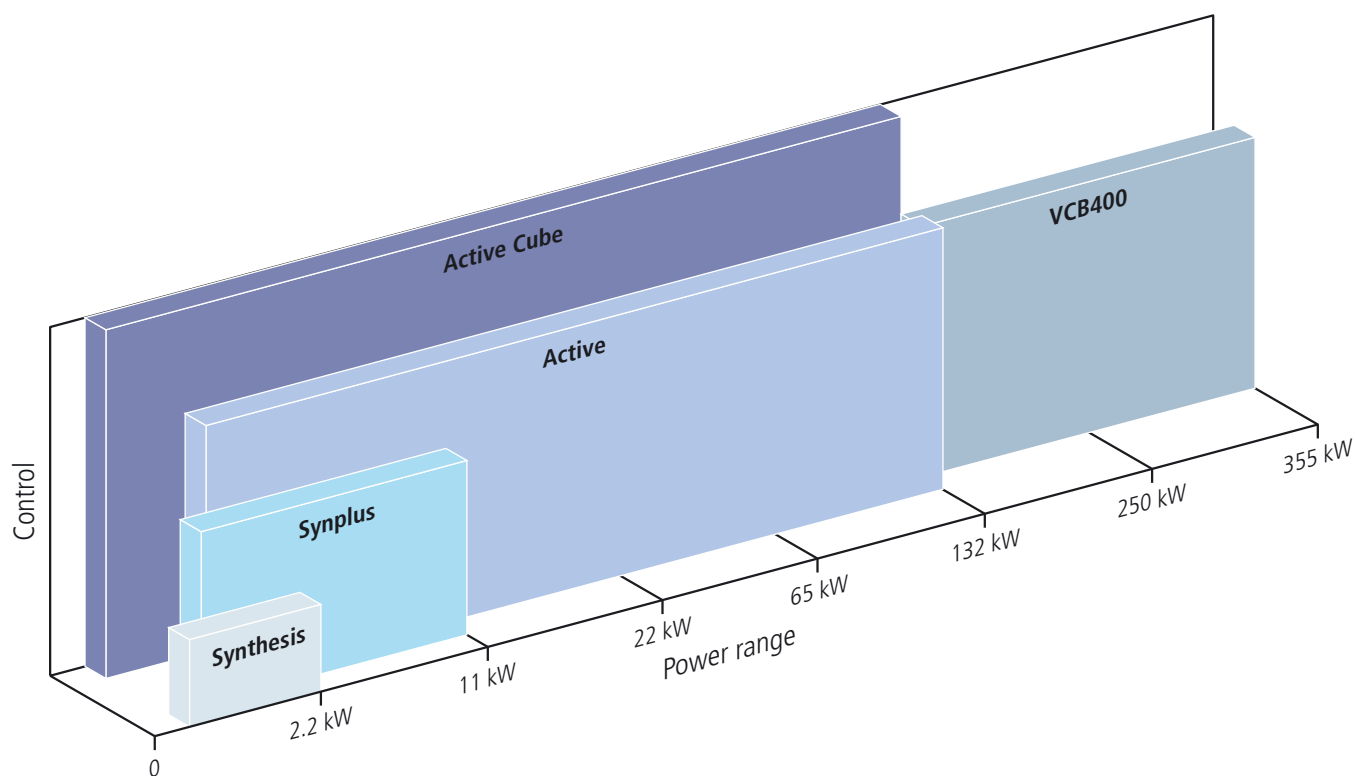 VCB400
Active Cube
Active
Synplus
Synthesis
Control
0
2.2 kW
11 kW
22 kW
65 kW
132 kW
250 kW
355 kW
Power range